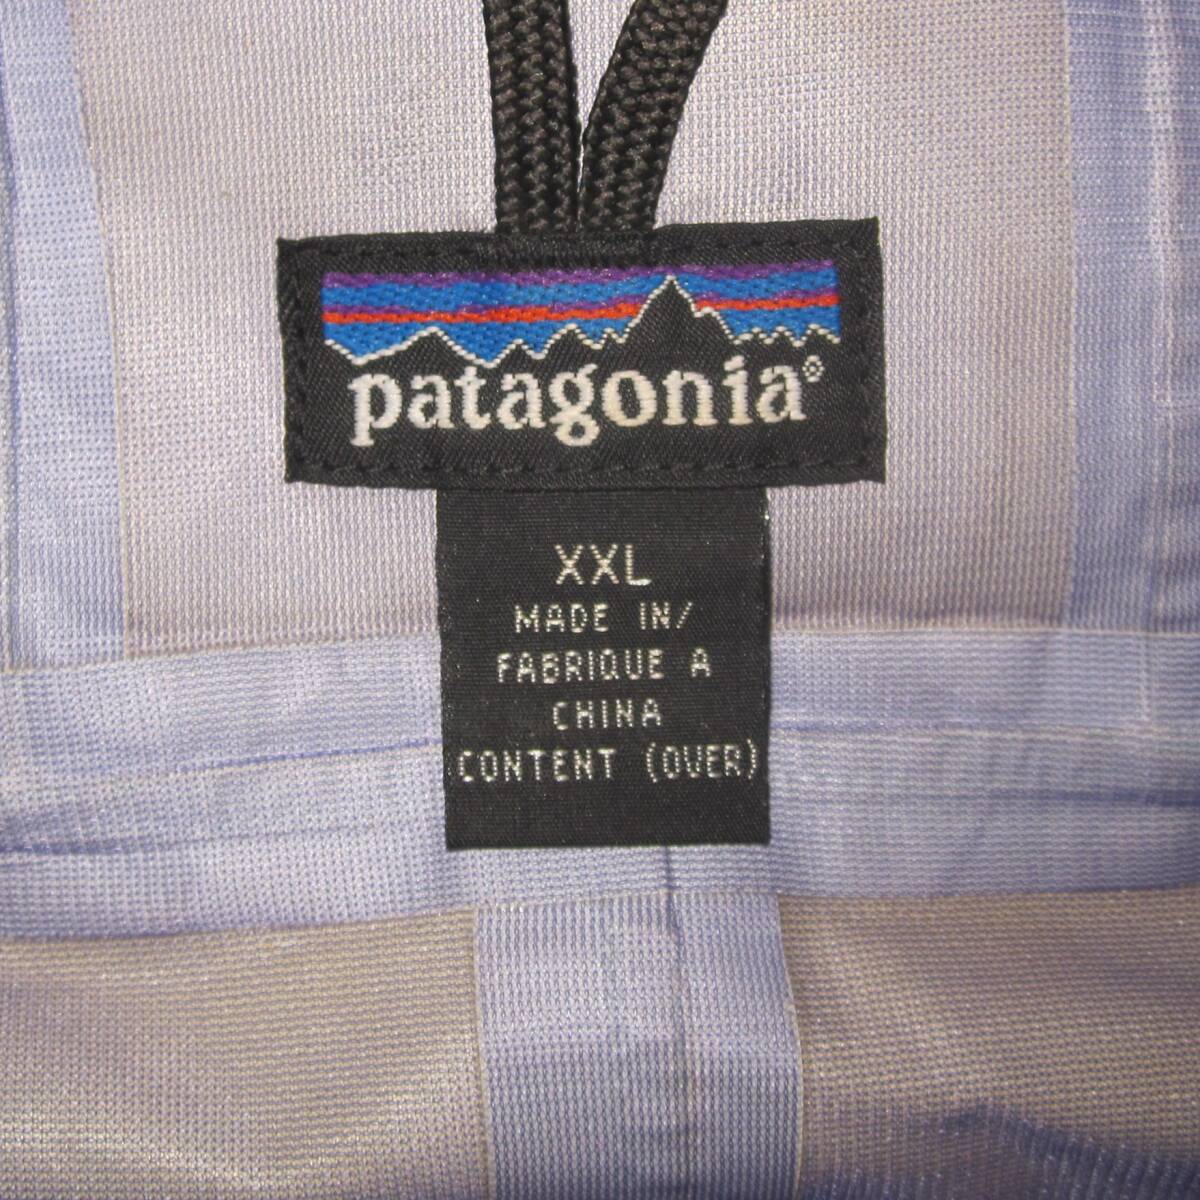 patagonia®
XXL
MADE IN/
FABRIQUE A
CHINA
CONTENT (OVER)